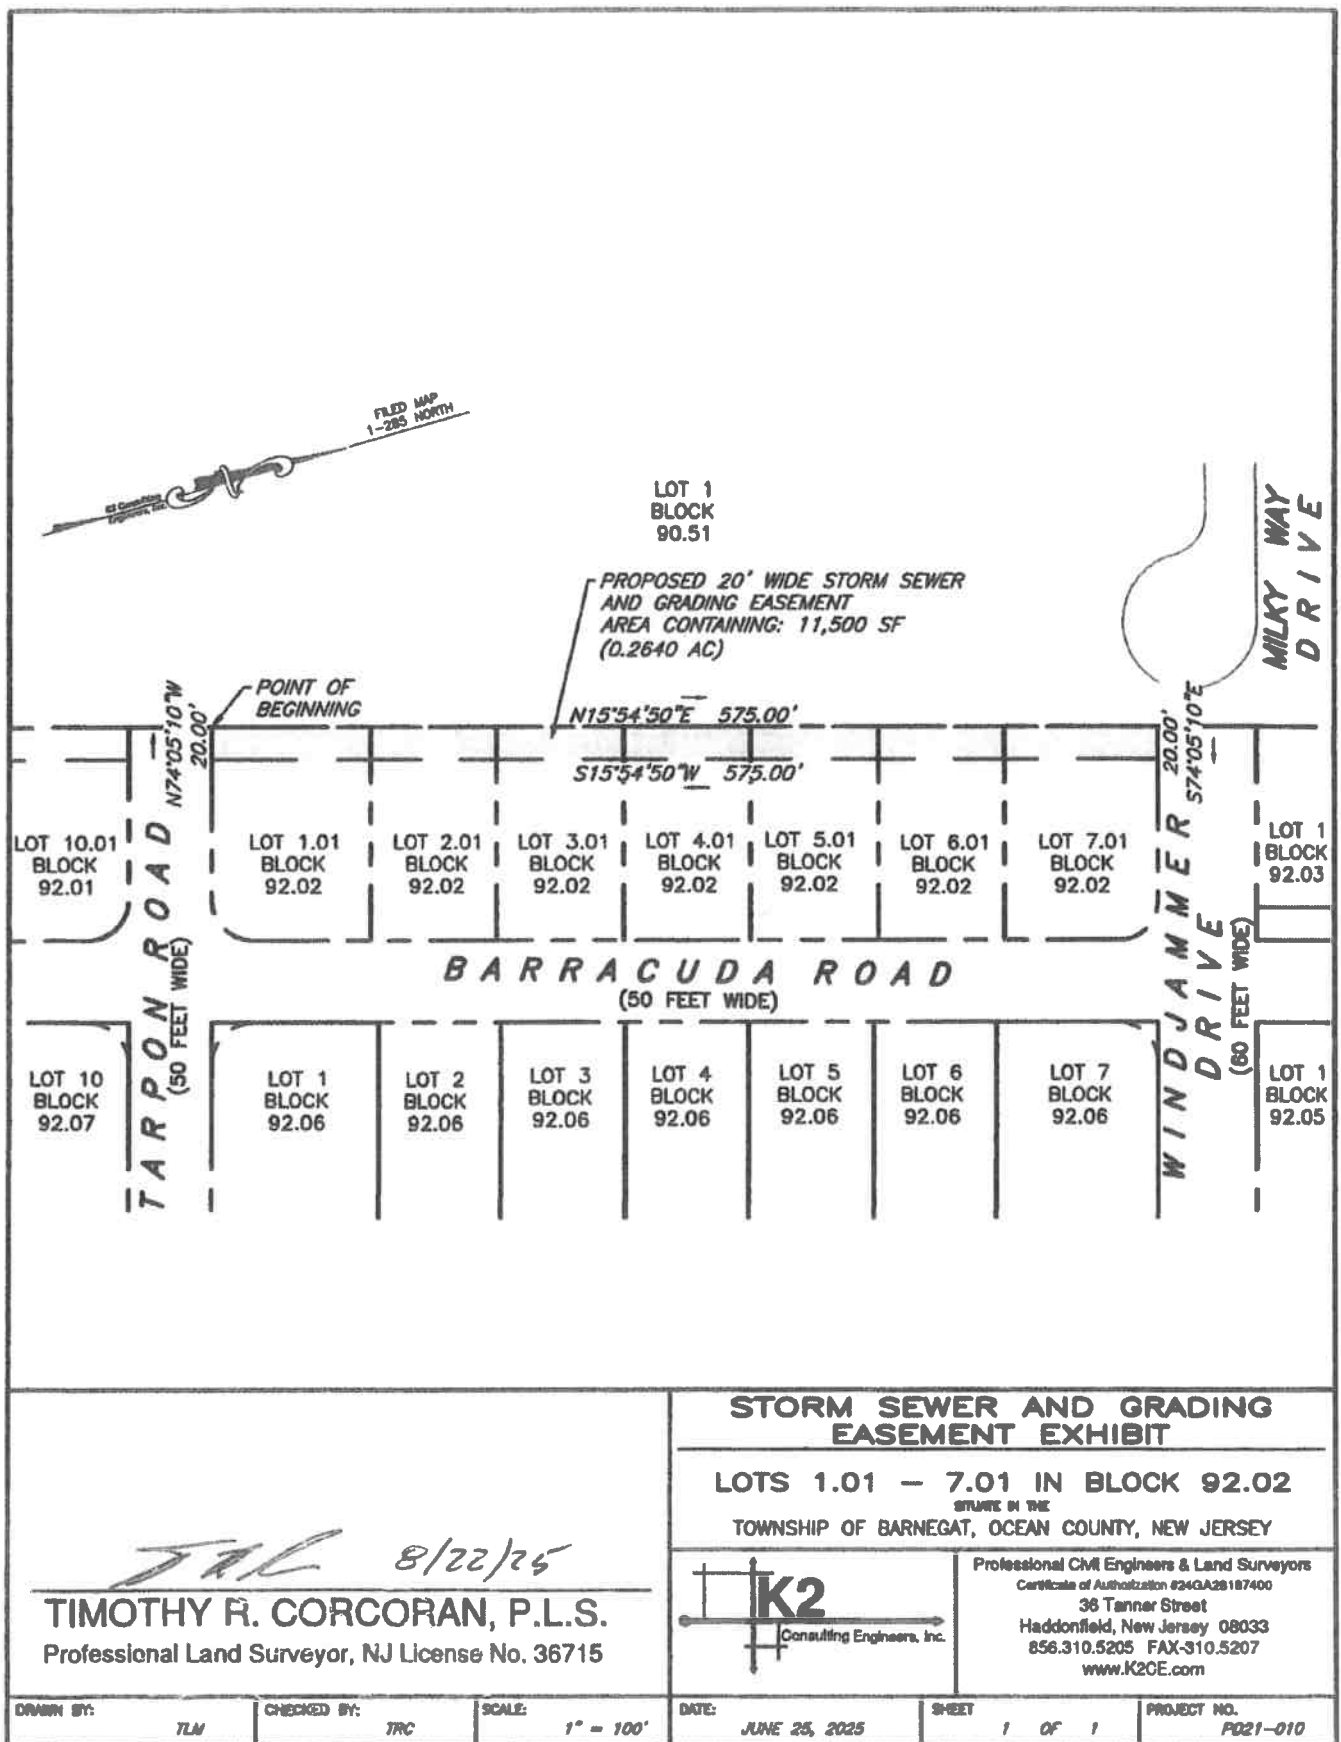 FILED MAP
1-285 NORTH
K2 Consulting
Engineers, Inc.
LOT 1
BLOCK
90.51
MILKY WAY
DRIVE
PROPOSED 20' WIDE STORM SEWER
AND GRADING EASEMENT
AREA CONTAINING: 11,500 SF
(0.2640 AC)
POINT OF
BEGINNING
N74°05'10"W
20.00'
N15°54'50"E 575.00'
S15°54'50"W 575.00'
20.00'
S74°05'10"E
LOT 10.01
BLOCK
92.01
LOT 1.01
BLOCK
92.02
LOT 2.01
BLOCK
92.02
LOT 3.01
BLOCK
92.02
LOT 4.01
BLOCK
92.02
LOT 5.01
BLOCK
92.02
LOT 6.01
BLOCK
92.02
LOT 7.01
BLOCK
92.02
LOT 1
BLOCK
92.03
TARPON ROAD
(50 FEET WIDE)
BARRACUDA ROAD
(50 FEET WIDE)
WINDJAMMER
DRIVE
(60 FEET WIDE)
LOT 10
BLOCK
92.07
LOT 1
BLOCK
92.06
LOT 2
BLOCK
92.06
LOT 3
BLOCK
92.06
LOT 4
BLOCK
92.06
LOT 5
BLOCK
92.06
LOT 6
BLOCK
92.06
LOT 7
BLOCK
92.06
LOT 1
BLOCK
92.05
8/22/25
TIMOTHY R. CORCORAN, P.L.S.
Professional Land Surveyor, NJ License No. 36715
STORM SEWER AND GRADING
EASEMENT EXHIBIT
LOTS 1.01 - 7.01 IN BLOCK 92.02
SITUATE IN THE
TOWNSHIP OF BARNEGAT, OCEAN COUNTY, NEW JERSEY
K2
Consulting Engineers, Inc.
Professional Civil Engineers & Land Surveyors
Certificate of Authorization #24GA28187400
36 Tanner Street
Haddonfield, New Jersey 08033
856.310.5205 FAX-310.5207
www.K2CE.com
DRAWN BY: TLM
CHECKED BY: TRC
SCALE: 1" = 100'
DATE: JUNE 25, 2025
SHEET 1 OF 1
PROJECT NO. PD21-010